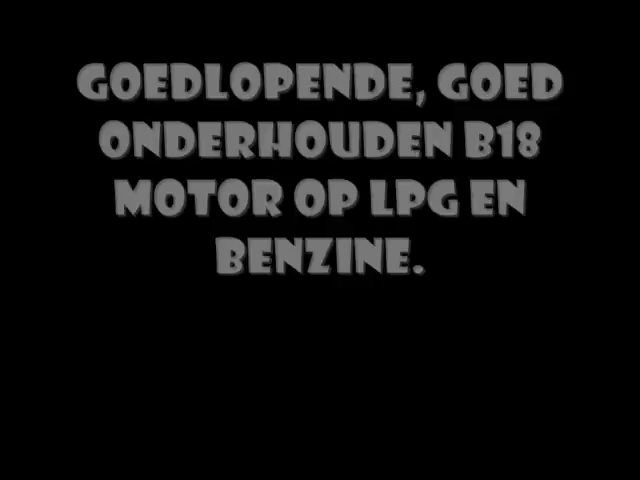 GOEDLOPENDE, GOED
ONDERHOUDEN B18
MOTOR OP LPG EN
BENZINE.